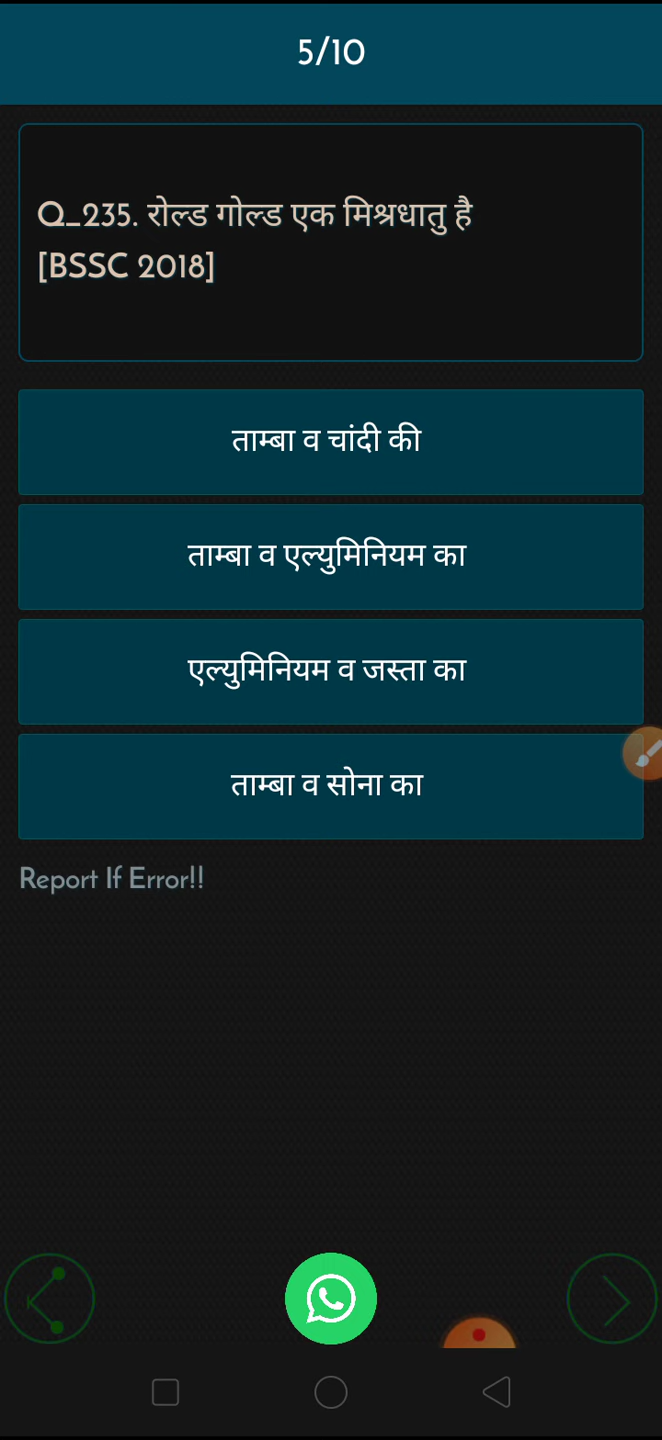 5/10
Q_235. रोल्ड गोल्ड एक मिश्रधातु है
[BSSC 2018]
ताम्बा व चांदी की
ताम्बा व एल्युमिनियम का
एल्युमिनियम व जस्ता का
ताम्बा व सोना का
Report If Error!!